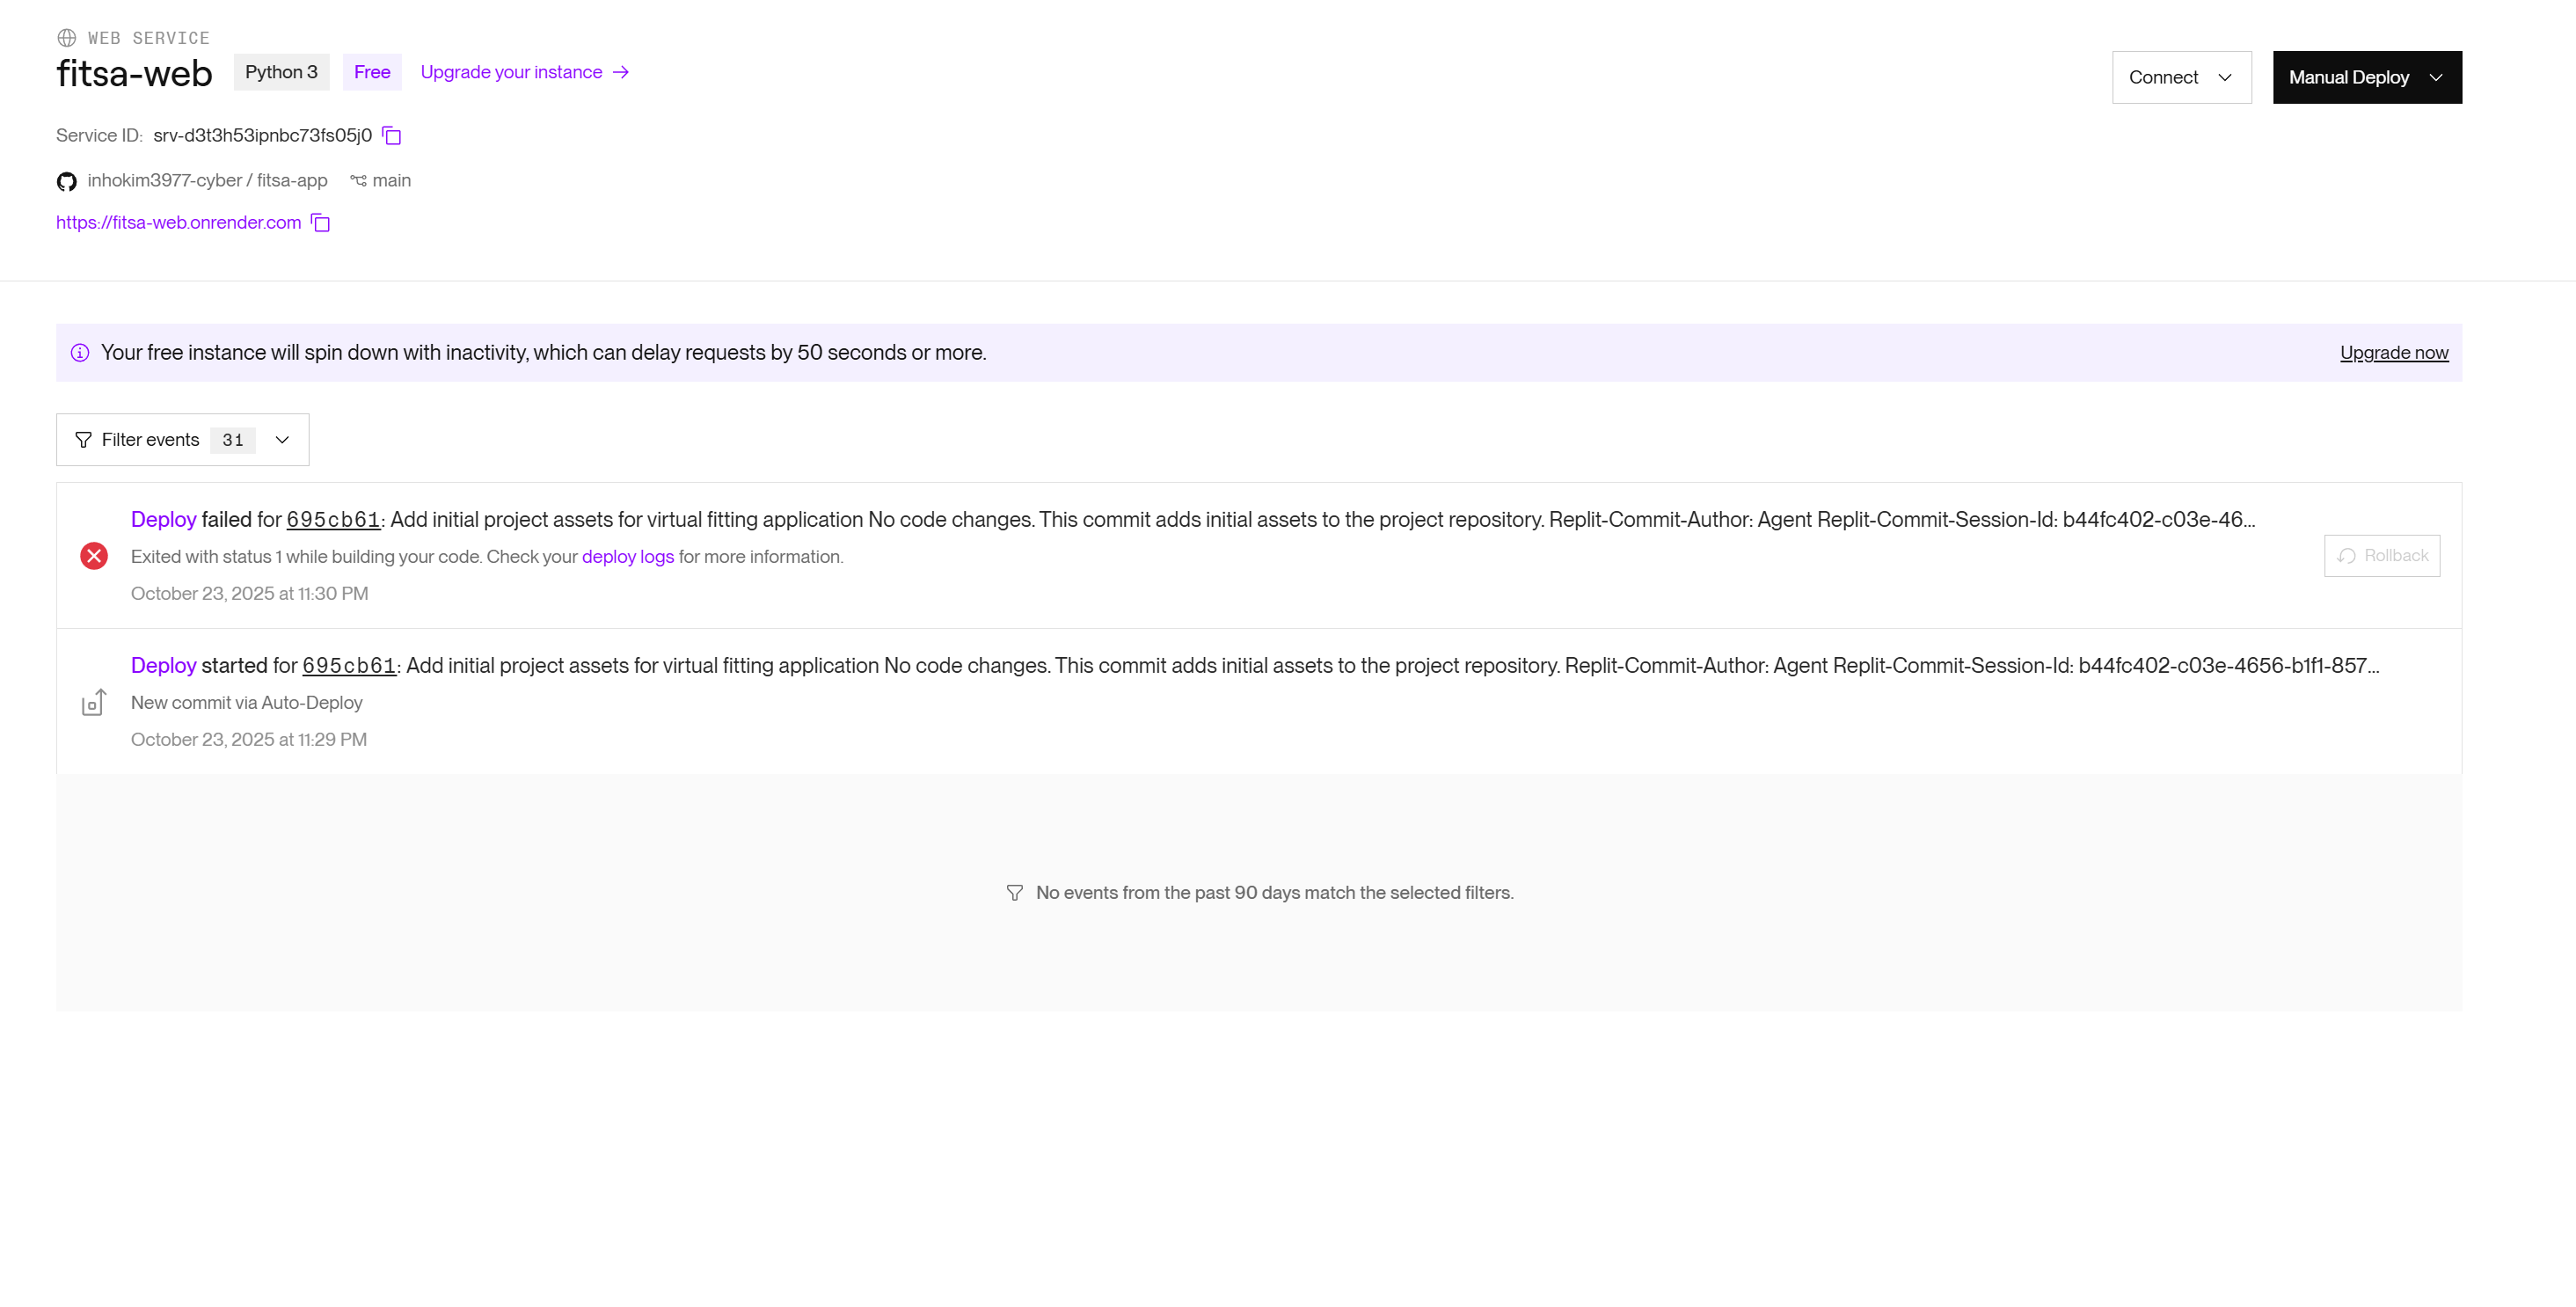 WEB SERVICE
fitsa-web Python 3 Free Upgrade your instance → Connect Manual Deploy
Service ID: srv-d3t3h53ipnbc73fs05j0
inhokim3977-cyber / fitsa-app main
https://fitsa-web.onrender.com
Your free instance will spin down with inactivity, which can delay requests by 50 seconds or more. Upgrade now
Filter events 31
Deploy failed for 695cb61: Add initial project assets for virtual fitting application No code changes. This commit adds initial assets to the project repository. Replit-Commit-Author: Agent Replit-Commit-Session-Id: b44fc402-c03e-46...
Exited with status 1 while building your code. Check your deploy logs for more information.
Rollback
October 23, 2025 at 11:30 PM
Deploy started for 695cb61: Add initial project assets for virtual fitting application No code changes. This commit adds initial assets to the project repository. Replit-Commit-Author: Agent Replit-Commit-Session-Id: b44fc402-c03e-4656-b1f1-857...
New commit via Auto-Deploy
October 23, 2025 at 11:29 PM
No events from the past 90 days match the selected filters.